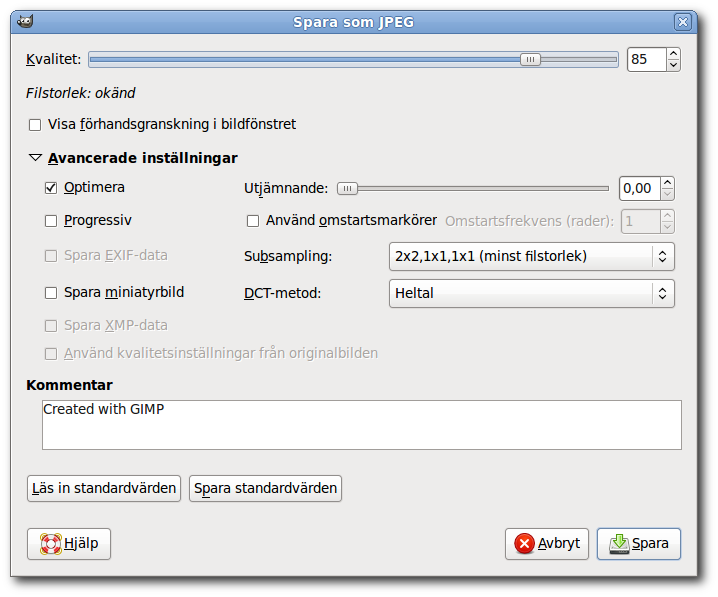 Spara som JPEG
Kvalitet: 85
Filstorlek: okänd
Visa förhandsgranskning i bildfönstret
Avancerade inställningar
Optimera Utjämnande: 0,00
Progressiv Använd omstartsmarkörer Omstartsfrekvens (rader): 1
Spara EXIF-data Subsampling: 2x2,1x1,1x1 (minst filstorlek)
Spara miniatyrbild DCT-metod: Heltal
Spara XMP-data
Använd kvalitetsinställningar från originalbilden
Kommentar
Created with GIMP
Läs in standardvärden Spara standardvärden
Hjälp Avbryt Spara